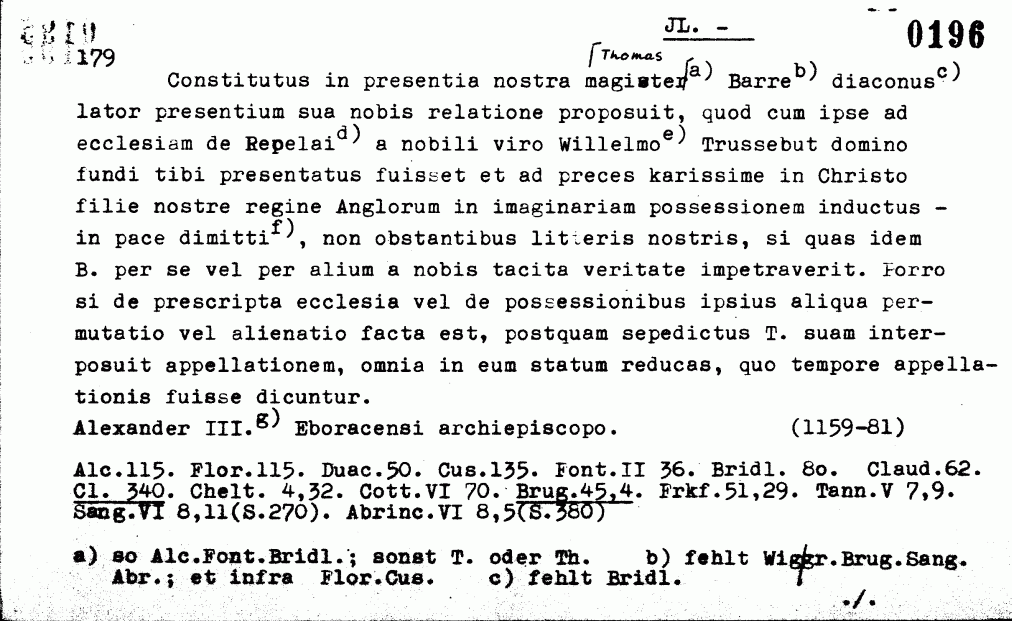 JL. -
0196
179
Thomas
Constitutus in presentia nostra magister a) Barre b) diaconus c)
lator presentium sua nobis relatione proposuit, quod cum ipse ad
ecclesiam de Repelai d) a nobili viro Willelmo e) Trussebut domino
fundi tibi presentatus fuisset et ad preces karissime in Christo
filie nostre regine Anglorum in imaginariam possessionem inductus -
in pace dimitti f), non obstantibus litteris nostris, si quas idem
B. per se vel per alium a nobis tacita veritate impetraverit. Porro
si de prescripta ecclesia vel de possessionibus ipsius aliqua per-
mutatio vel alienatio facta est, postquam sepedictus T. suam inter-
posuit appellationem, omnia in eum statum reducas, quo tempore appella-
tionis fuisse dicuntur.
Alexander III. g) Eboracensi archiepiscopo. (1159-81)
Alc.115. Flor.115. Duac.50. Cus.135. Font.II 36. Bridl. 80. Claud.62.
Cl. 340. Chelt. 4,32. Cott.VI 70. Brug.45,4. Frkf.51,29. Tann.V 7,9.
Sang.VI 8,11(S.270). Abrinc.VI 8,5(S.380)
a) so Alc.Font.Bridl.; sonst T. oder Th. b) fehlt Wigr.Brug.Sang.
Abr.; et infra Flor.Cus. c) fehlt Bridl.
./.